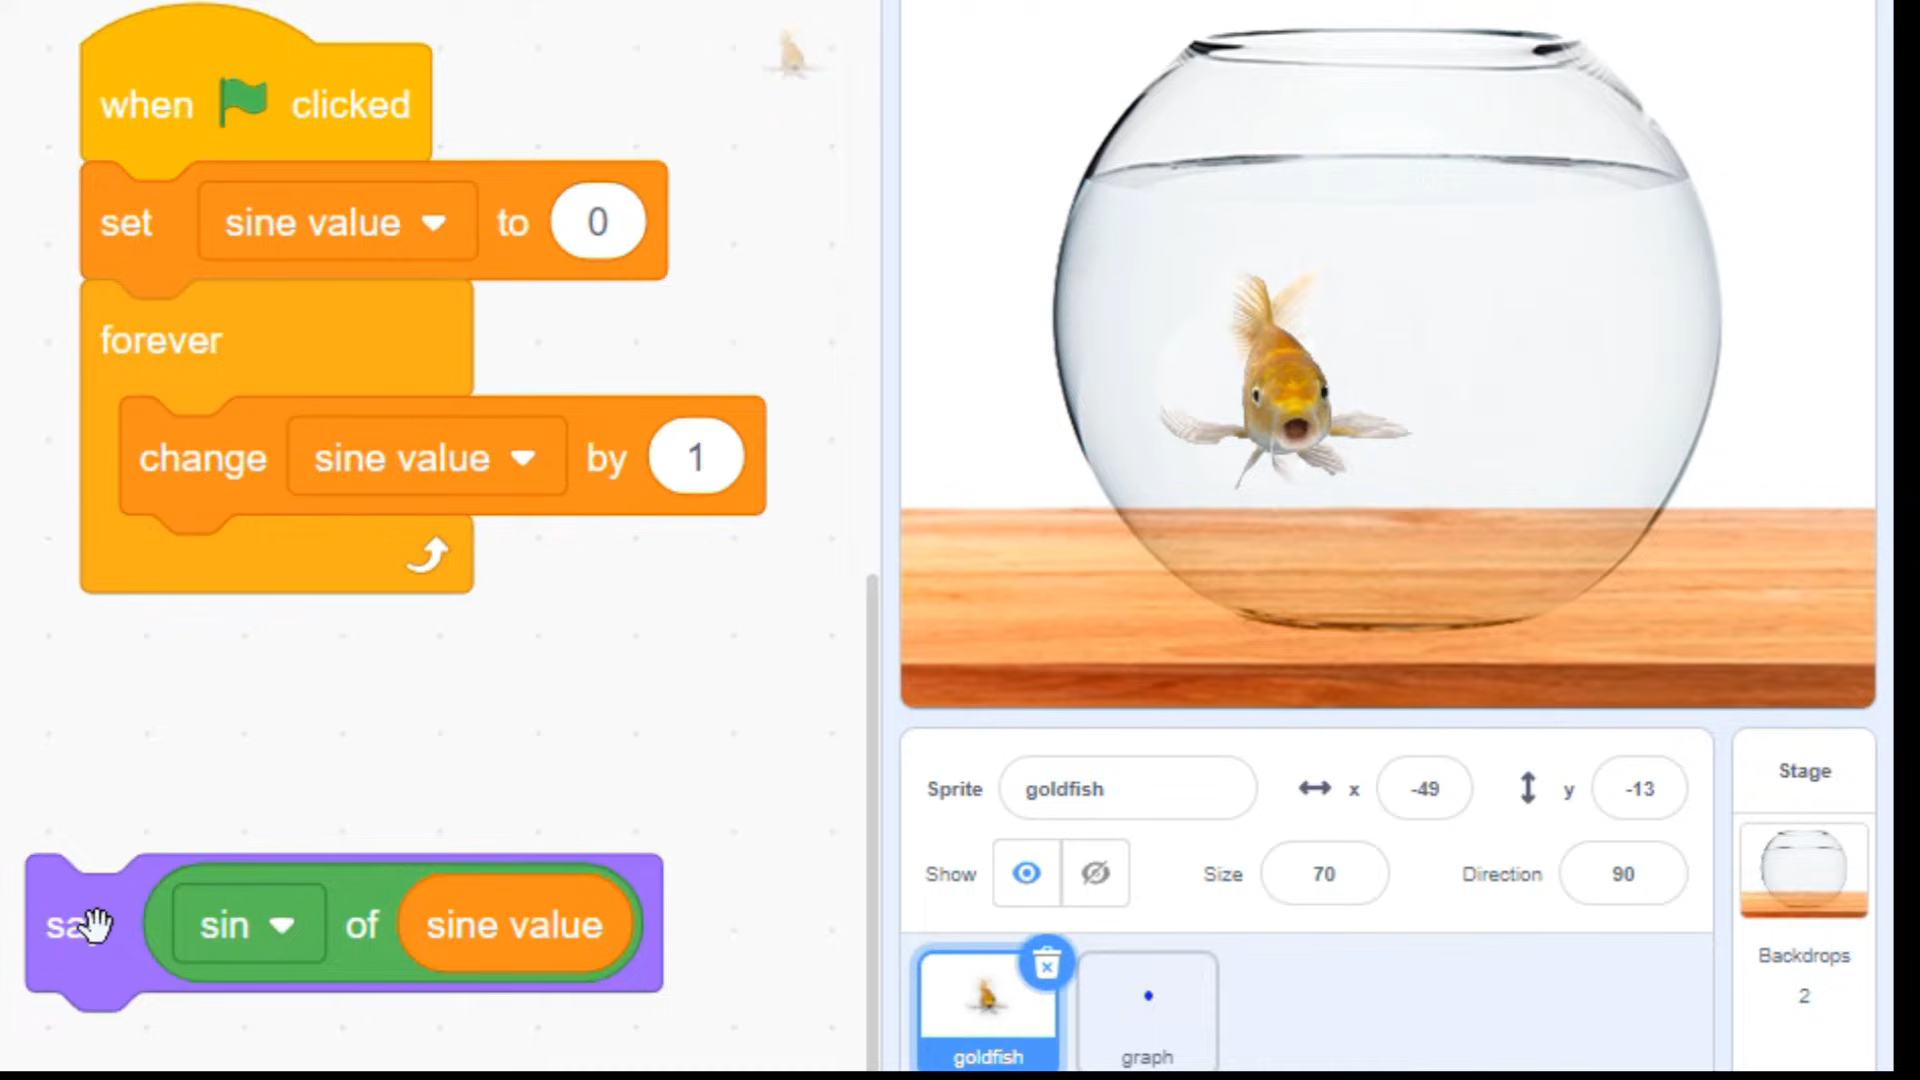 when clicked
set sine value to 0
forever
change sine value by 1
sin of sine value
Sprite goldfish x -49 y -13
Show Size 70 Direction 90
goldfish
graph
Stage
Backdrops
2